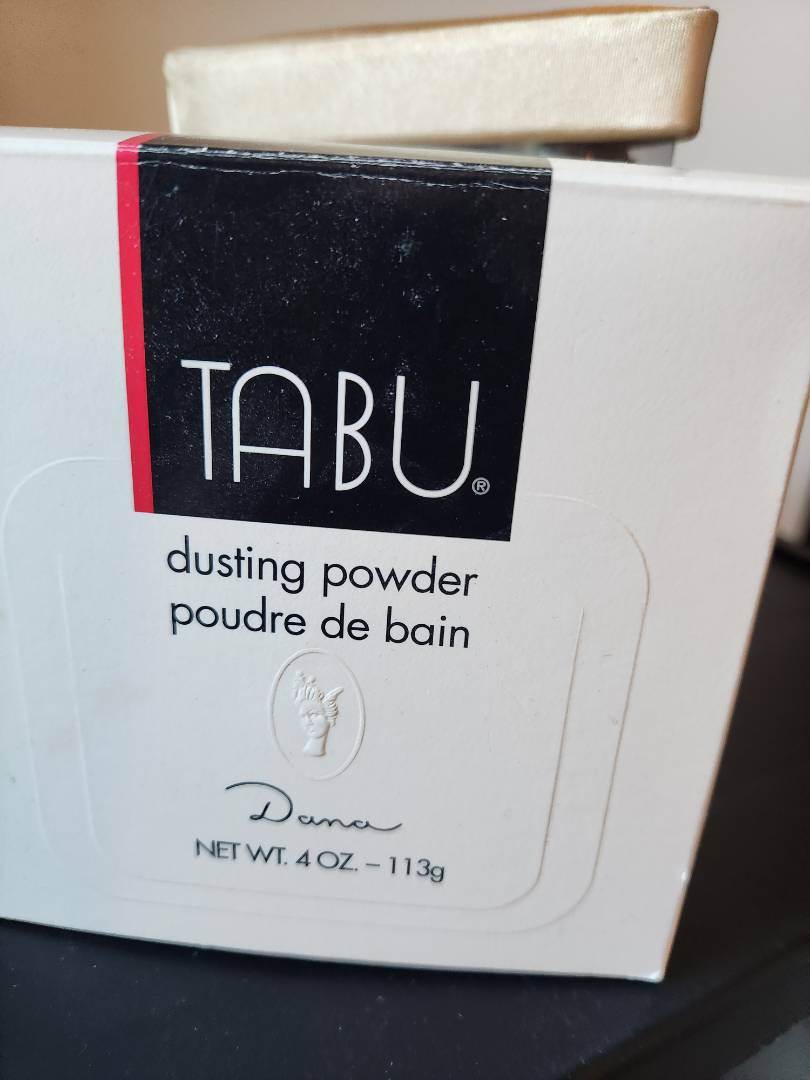 TABU®
dusting powder
poudre de bain
Dana
NET WT. 4 OZ. – 113g